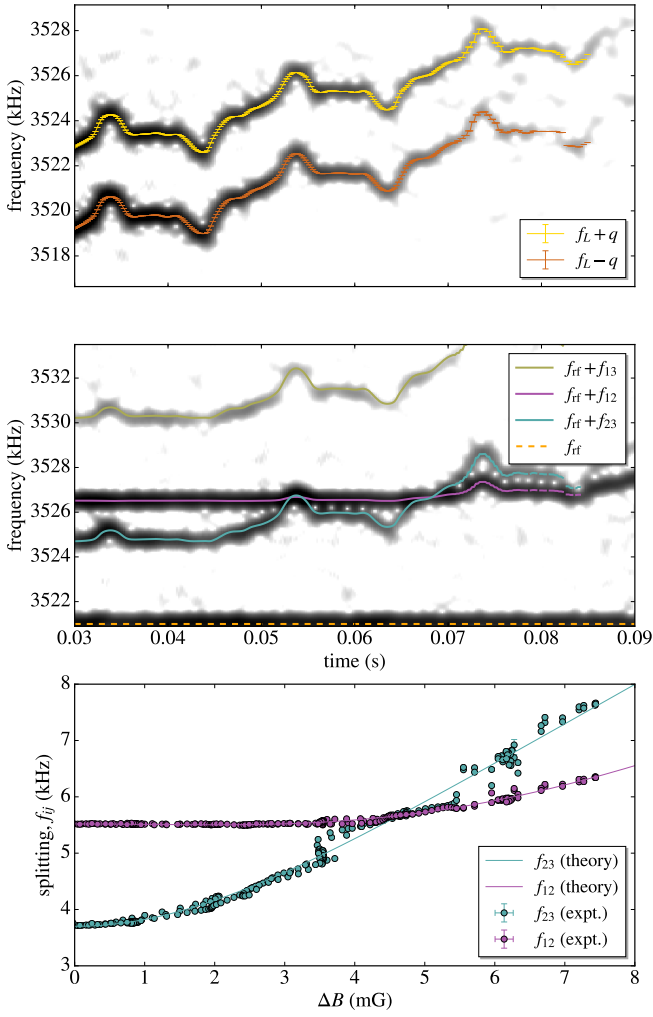 3528
3526
3524
3522
3520
3518
frequency (kHz)
f_L + q
f_L − q
3532
3530
3528
3526
3524
3522
frequency (kHz)
f_rf + f_13
f_rf + f_12
f_rf + f_23
f_rf
0.03 0.04 0.05 0.06 0.07 0.08 0.09
time (s)
8
7
6
5
4
3
splitting, f_ij (kHz)
f_23 (theory)
f_12 (theory)
f_23 (expt.)
f_12 (expt.)
0 1 2 3 4 5 6 7 8
ΔB (mG)